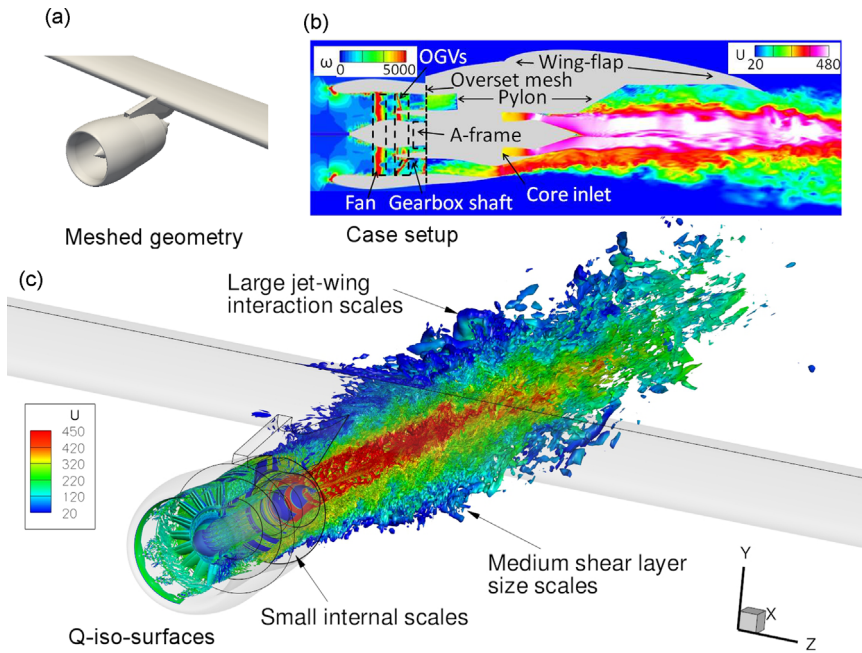 (a)
Meshed geometry
(b)
ω
0 5000
OGVs
Wing-flap
U
20 480
Overset mesh
Pylon
A-frame
Core inlet
Fan
Gearbox shaft
Case setup
(c)
Large jet-wing
interaction scales
U
450
420
320
220
120
20
Medium shear layer
size scales
Small internal scales
Q-iso-surfaces
Y
X
Z